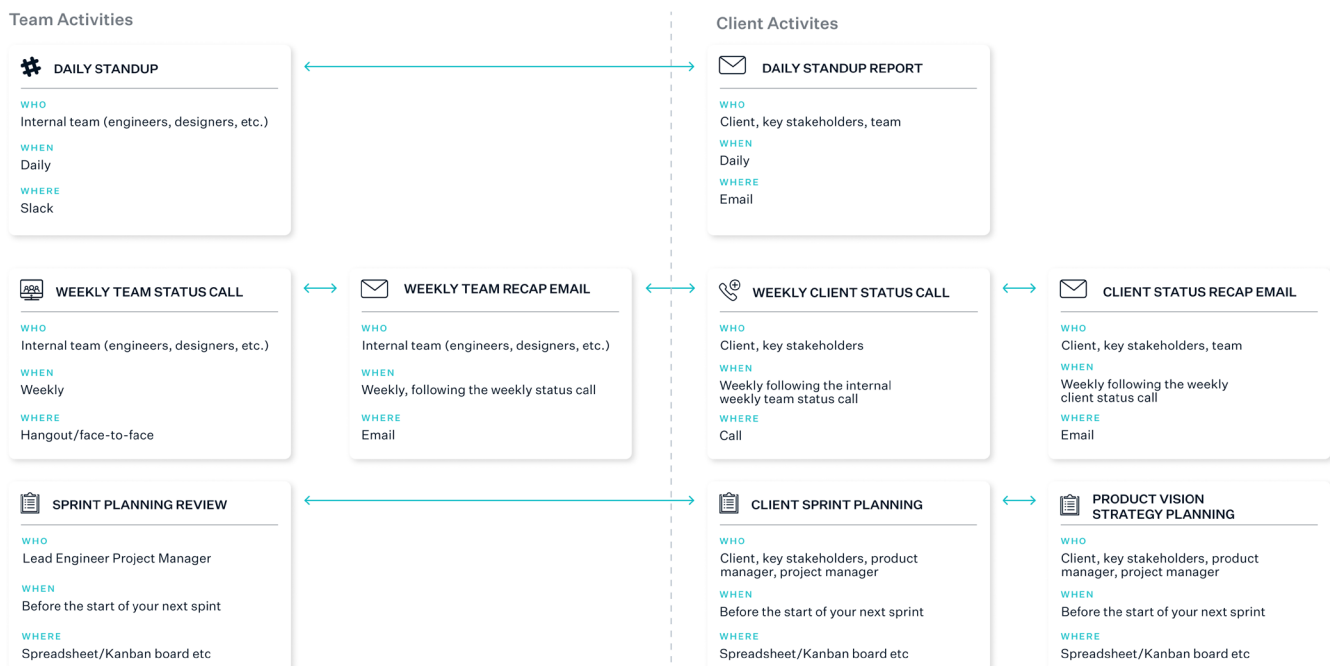 Team Activities
Client Activites
DAILY STANDUP
WHO
Internal team (engineers, designers, etc.)
WHEN
Daily
WHERE
Slack
DAILY STANDUP REPORT
WHO
Client, key stakeholders, team
WHEN
Daily
WHERE
Email
WEEKLY TEAM STATUS CALL
WHO
Internal team (engineers, designers, etc.)
WHEN
Weekly
WHERE
Hangout/face-to-face
WEEKLY TEAM RECAP EMAIL
WHO
Internal team (engineers, designers, etc.)
WHEN
Weekly, following the weekly status call
WHERE
Email
WEEKLY CLIENT STATUS CALL
WHO
Client, key stakeholders
WHEN
Weekly following the internal
weekly team status call
WHERE
Call
CLIENT STATUS RECAP EMAIL
WHO
Client, key stakeholders, team
WHEN
Weekly following the weekly
client status call
WHERE
Email
SPRINT PLANNING REVIEW
WHO
Lead Engineer Project Manager
WHEN
Before the start of your next spint
WHERE
Spreadsheet/Kanban board etc
CLIENT SPRINT PLANNING
WHO
Client, key stakeholders, product
manager, project manager
WHEN
Before the start of your next sprint
WHERE
Spreadsheet/Kanban board etc
PRODUCT VISION
STRATEGY PLANNING
WHO
Client, key stakeholders, product
manager, project manager
WHEN
Before the start of your next sprint
WHERE
Spreadsheet/Kanban board etc